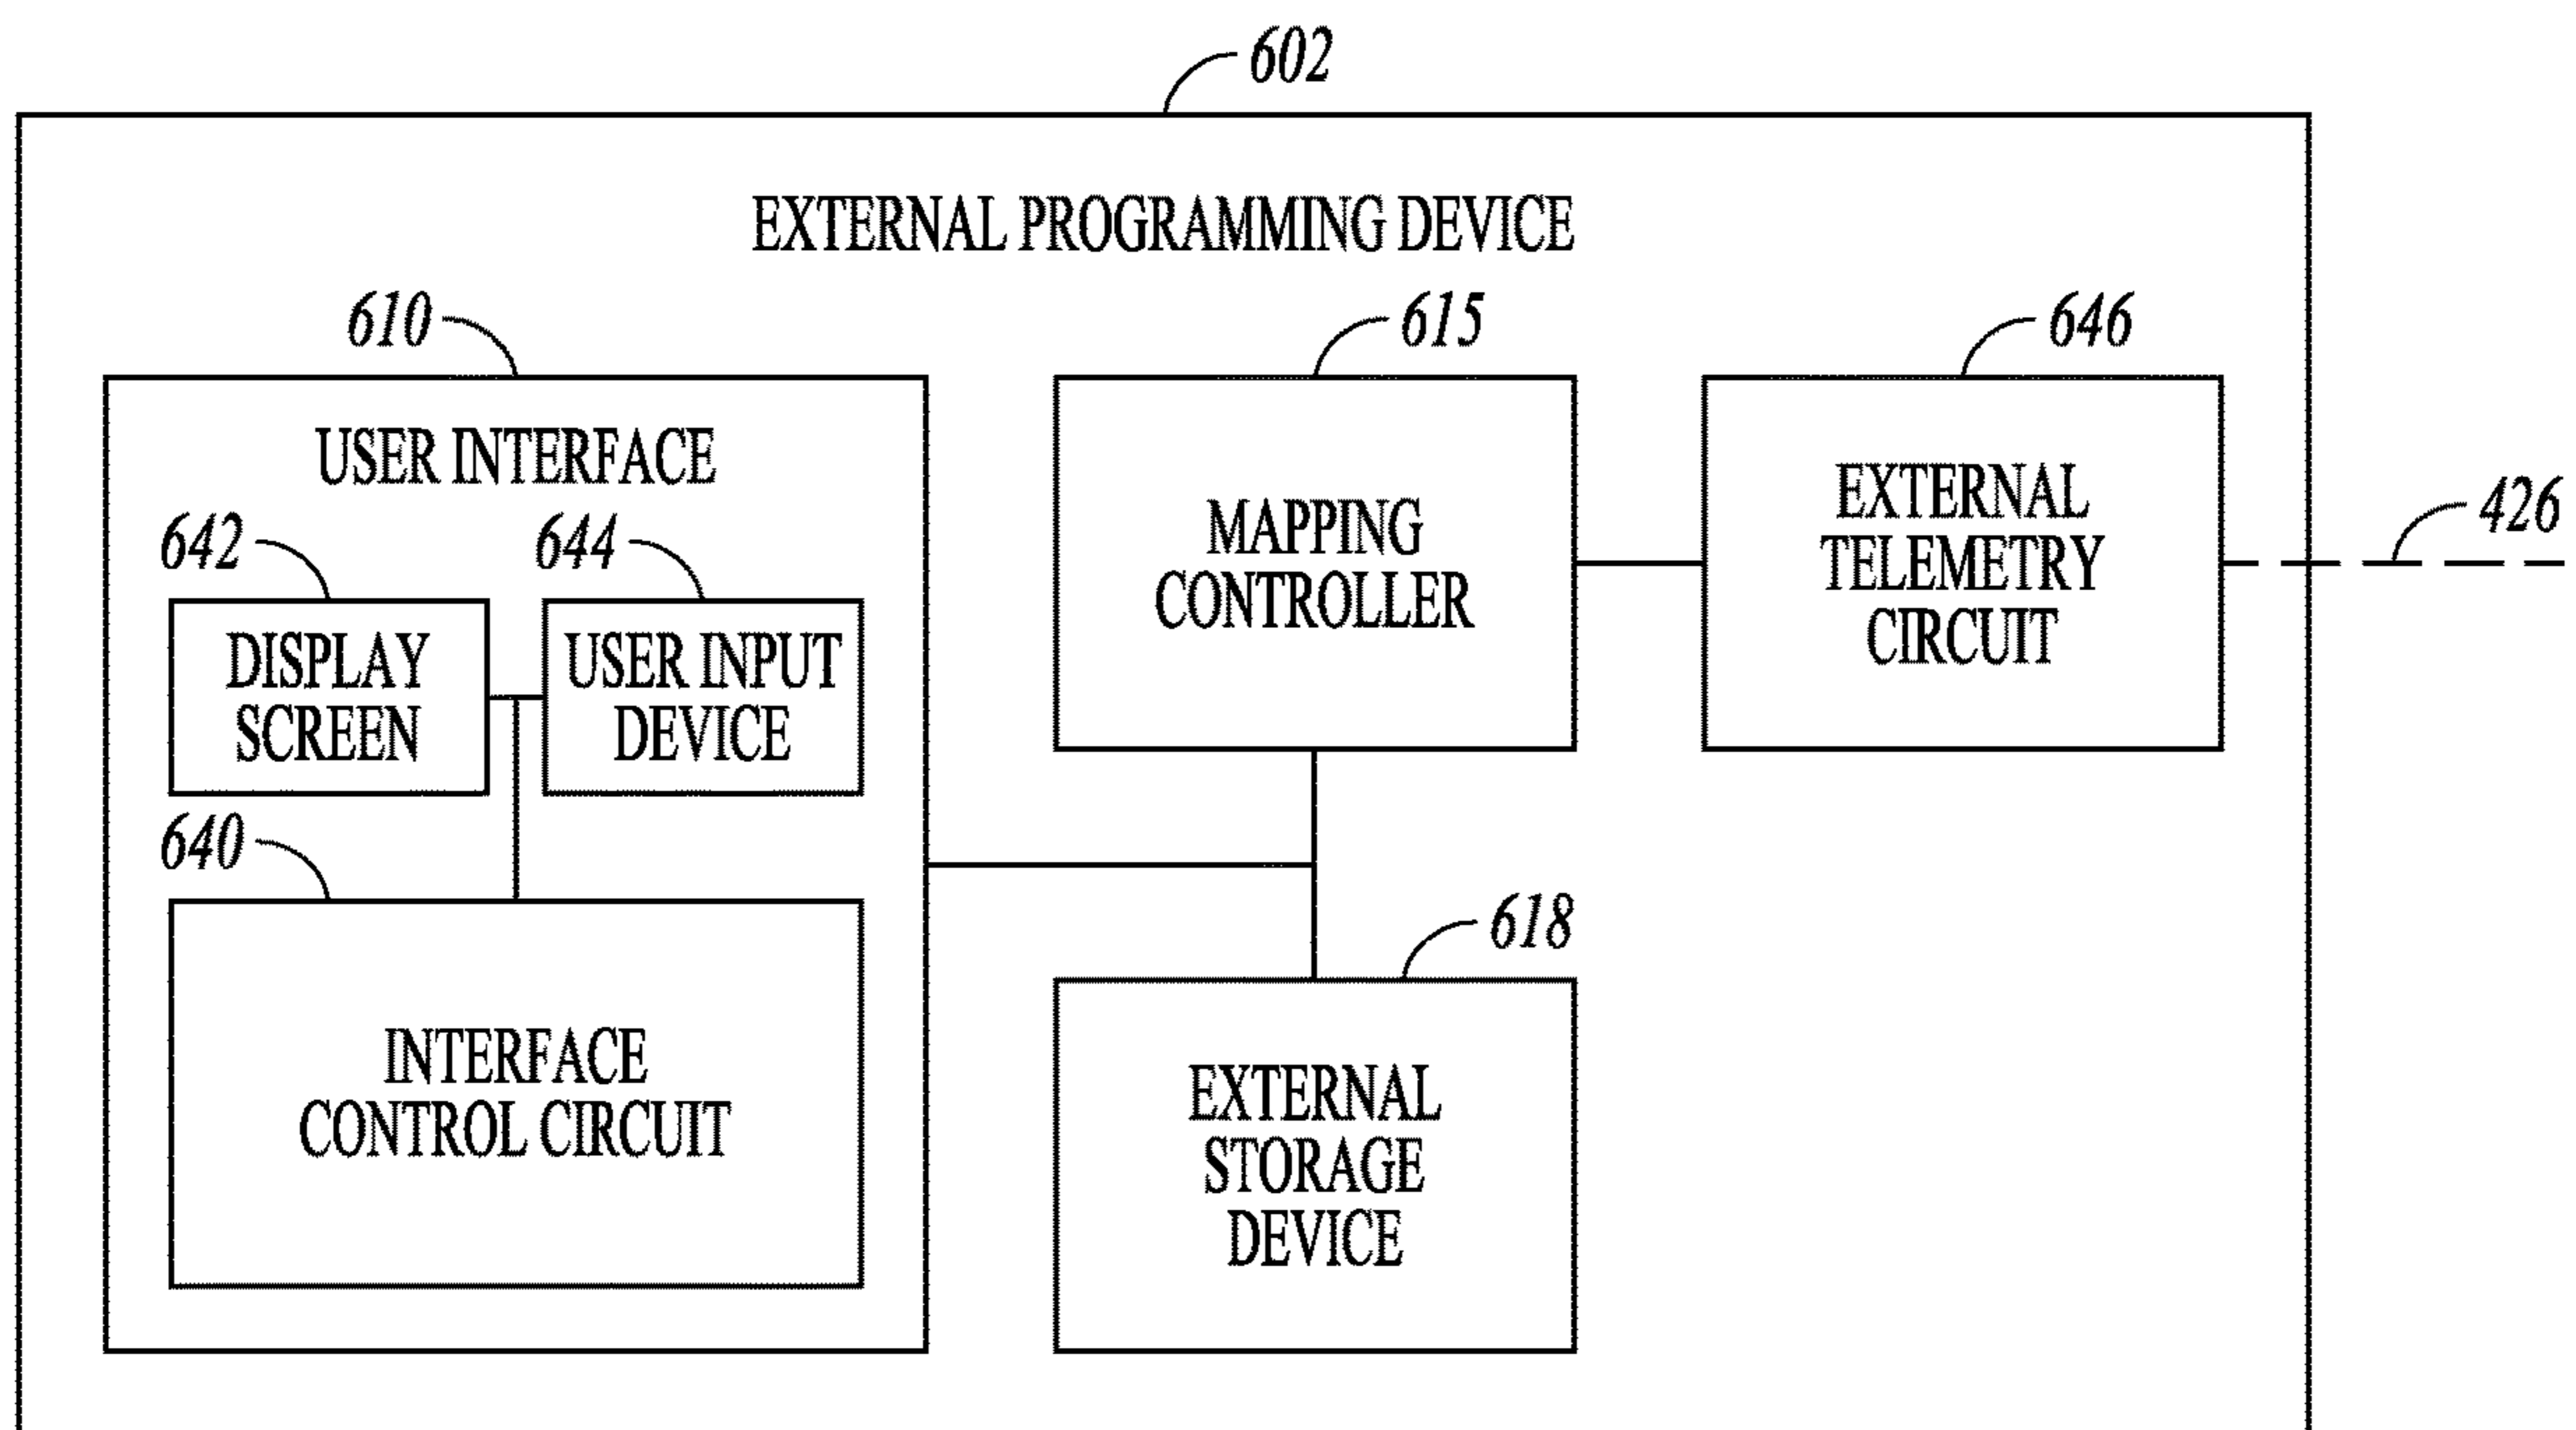 602
EXTERNAL PROGRAMMING DEVICE
610
615
646
USER INTERFACE
642
644
DISPLAY
SCREEN
USER INPUT
DEVICE
640
INTERFACE
CONTROL CIRCUIT
MAPPING
CONTROLLER
EXTERNAL
TELEMETRY
CIRCUIT
426
618
EXTERNAL
STORAGE
DEVICE